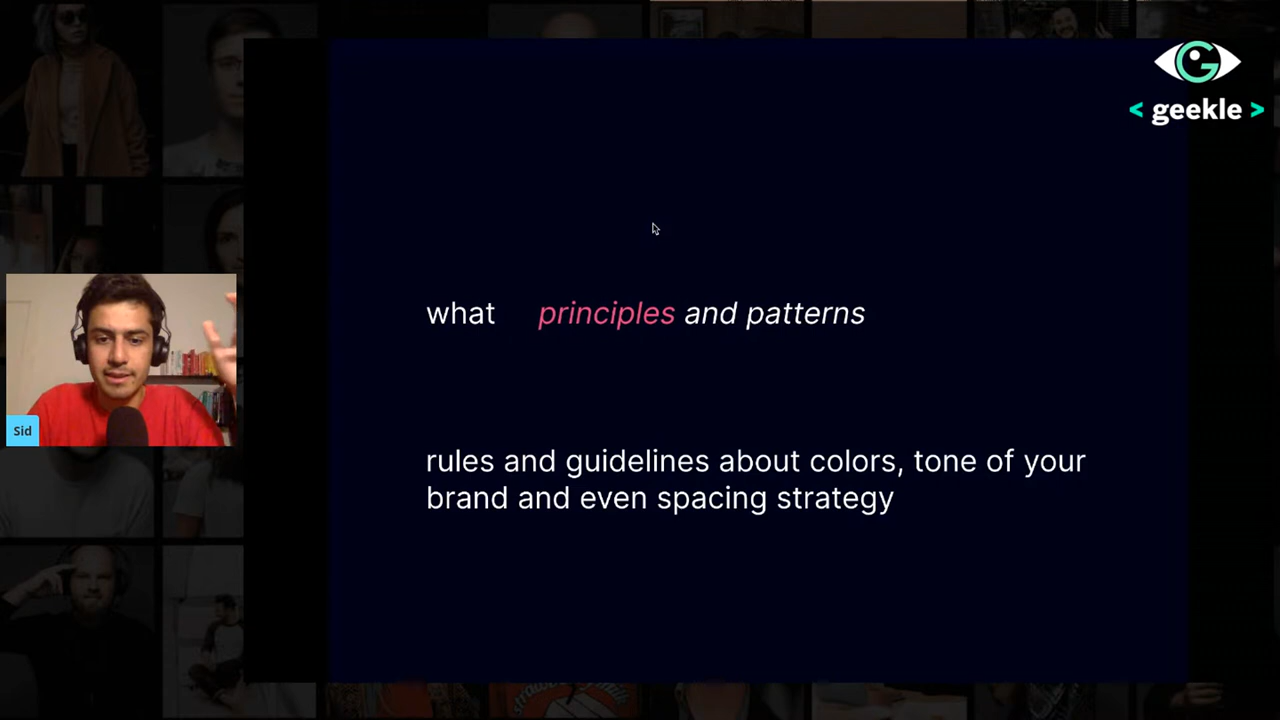 < geekle >
what principles and patterns
Sid
rules and guidelines about colors, tone of your
brand and even spacing strategy